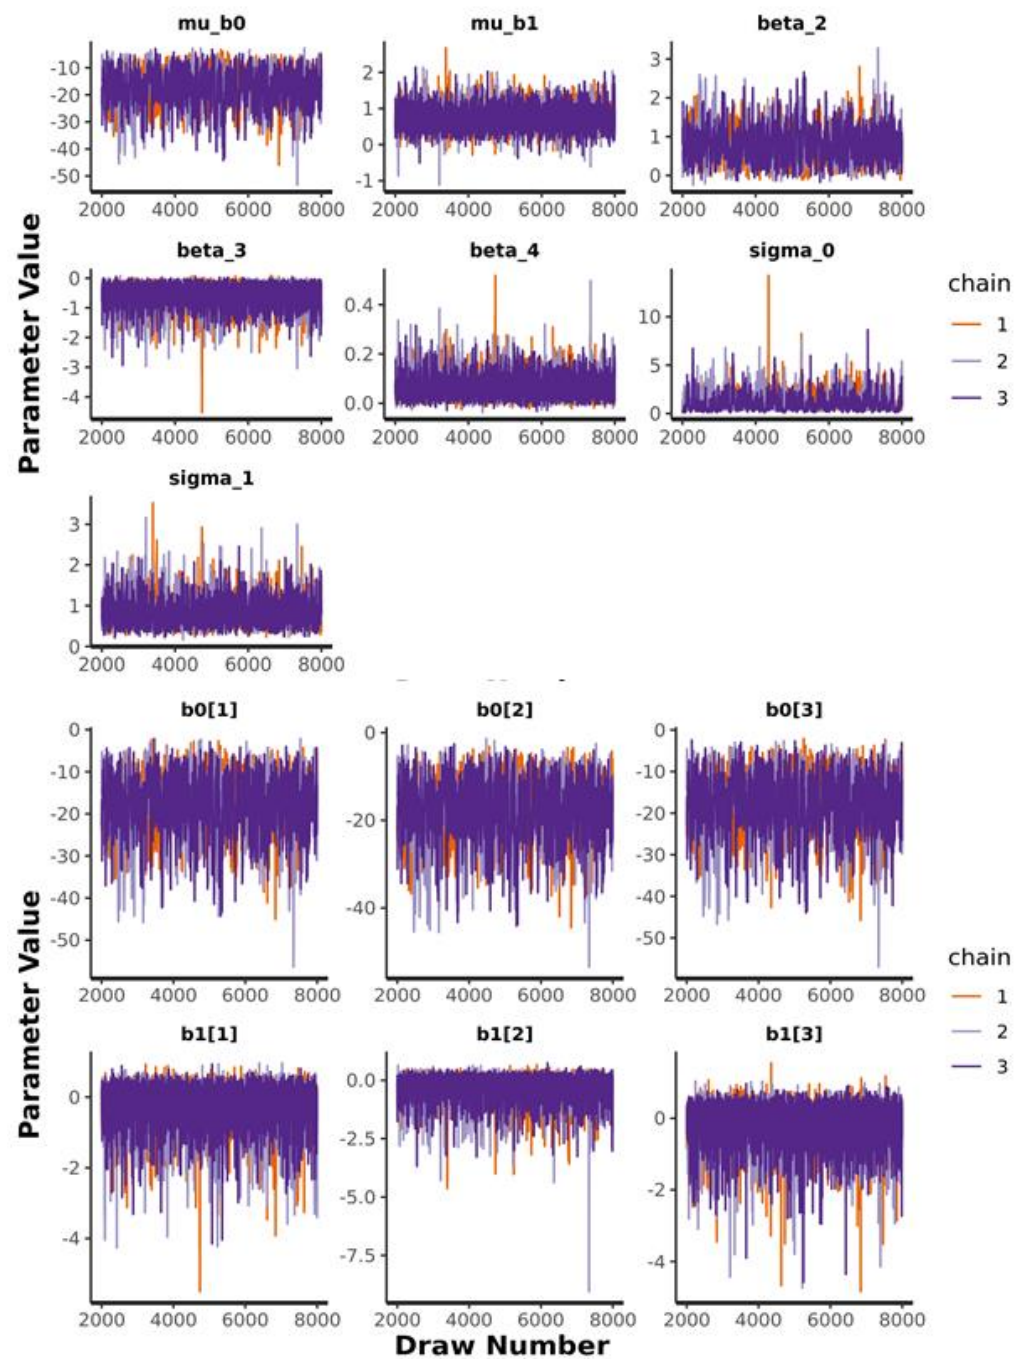 mu_b0 mu_b1 beta_2
-10 -20 -30 -40 -50
2 1 0 -1
3 2 1 0
2000 4000 6000 8000 2000 4000 6000 8000 2000 4000 6000 8000
Parameter Value
beta_3 beta_4 sigma_0
0 -1 -2 -3 -4
0.4 0.2 0.0
10 5 0
2000 4000 6000 8000 2000 4000 6000 8000 2000 4000 6000 8000
chain
1
2
3
sigma_1
3 2 1 0
2000 4000 6000 8000
b0[1] b0[2] b0[3]
0 -10 -20 -30 -40 -50
0 -20 -40
0 -10 -20 -30 -40 -50
2000 4000 6000 8000 2000 4000 6000 8000 2000 4000 6000 8000
Parameter Value
b1[1] b1[2] b1[3]
0 -2 -4
0.0 -2.5 -5.0 -7.5
0 -2 -4
2000 4000 6000 8000 2000 4000 6000 8000 2000 4000 6000 8000
chain
1
2
3
Draw Number